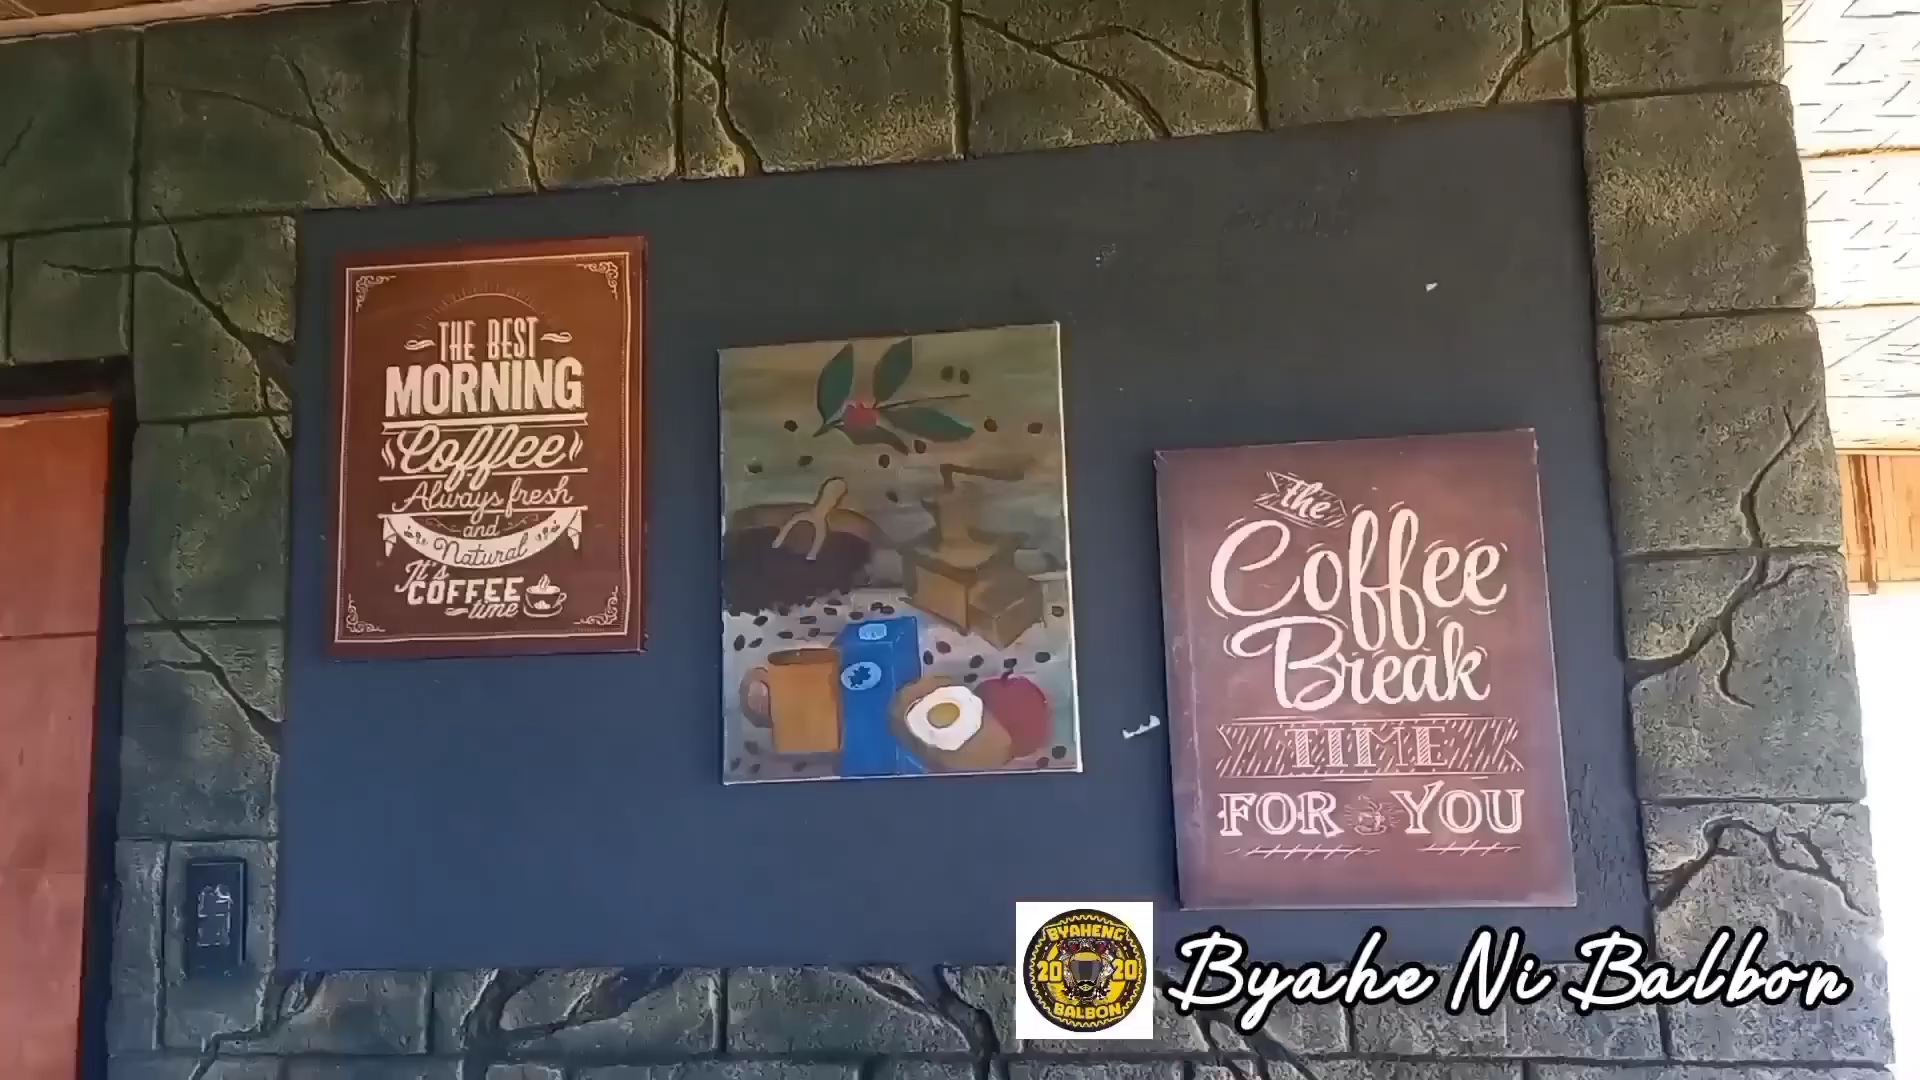 THE BEST
MORNING
Coffee
Always fresh
and
Natural
It's
COFFEE
time
the
Coffee
Break
TIME
FOR YOU
BYAHENG
20 20
BALBON
Byahe Ni Balbon